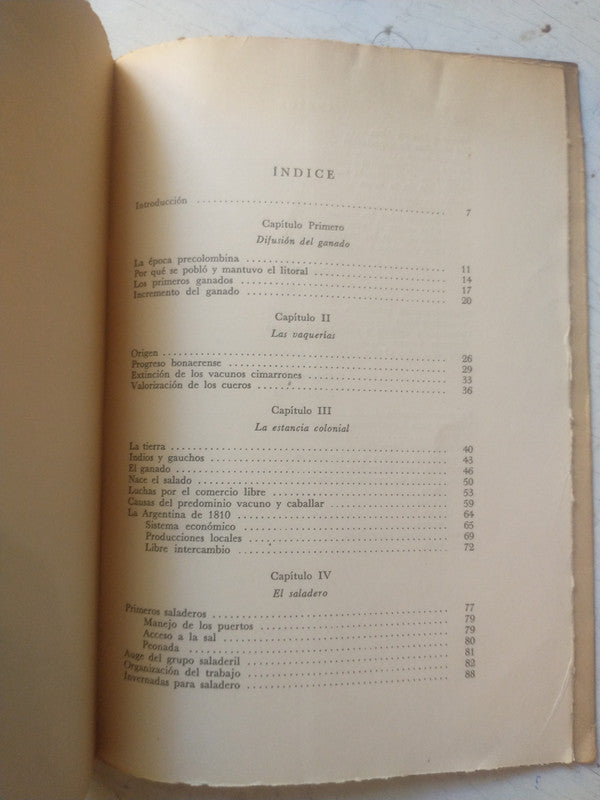 ÍNDICE
Introducción .......... 7
Capítulo Primero
Difusión del ganado
La época precolombina .......... 11
Por qué se pobló y mantuvo el litoral .......... 14
Los primeros ganados .......... 17
Incremento del ganado .......... 20
Capítulo II
Las vaquerías
Origen .......... 26
Progreso bonaerense .......... 29
Extinción de los vacunos cimarrones .......... 33
Valorización de los cueros .......... 36
Capítulo III
La estancia colonial
La tierra .......... 40
Indios y gauchos .......... 43
El ganado .......... 46
Nace el salado .......... 50
Luchas por el comercio libre .......... 53
Causas del predominio vacuno y caballar .......... 59
La Argentina de 1810 .......... 64
Sistema económico .......... 65
Producciones locales .......... 69
Libre intercambio .......... 72
Capítulo IV
El saladero
Primeros saladeros .......... 77
Manejo de los puertos .......... 79
Acceso a la sal .......... 79
Peonada .......... 80
Auge del grupo saladeril .......... 81
Organización del trabajo .......... 82
Invernadas para saladero .......... 88